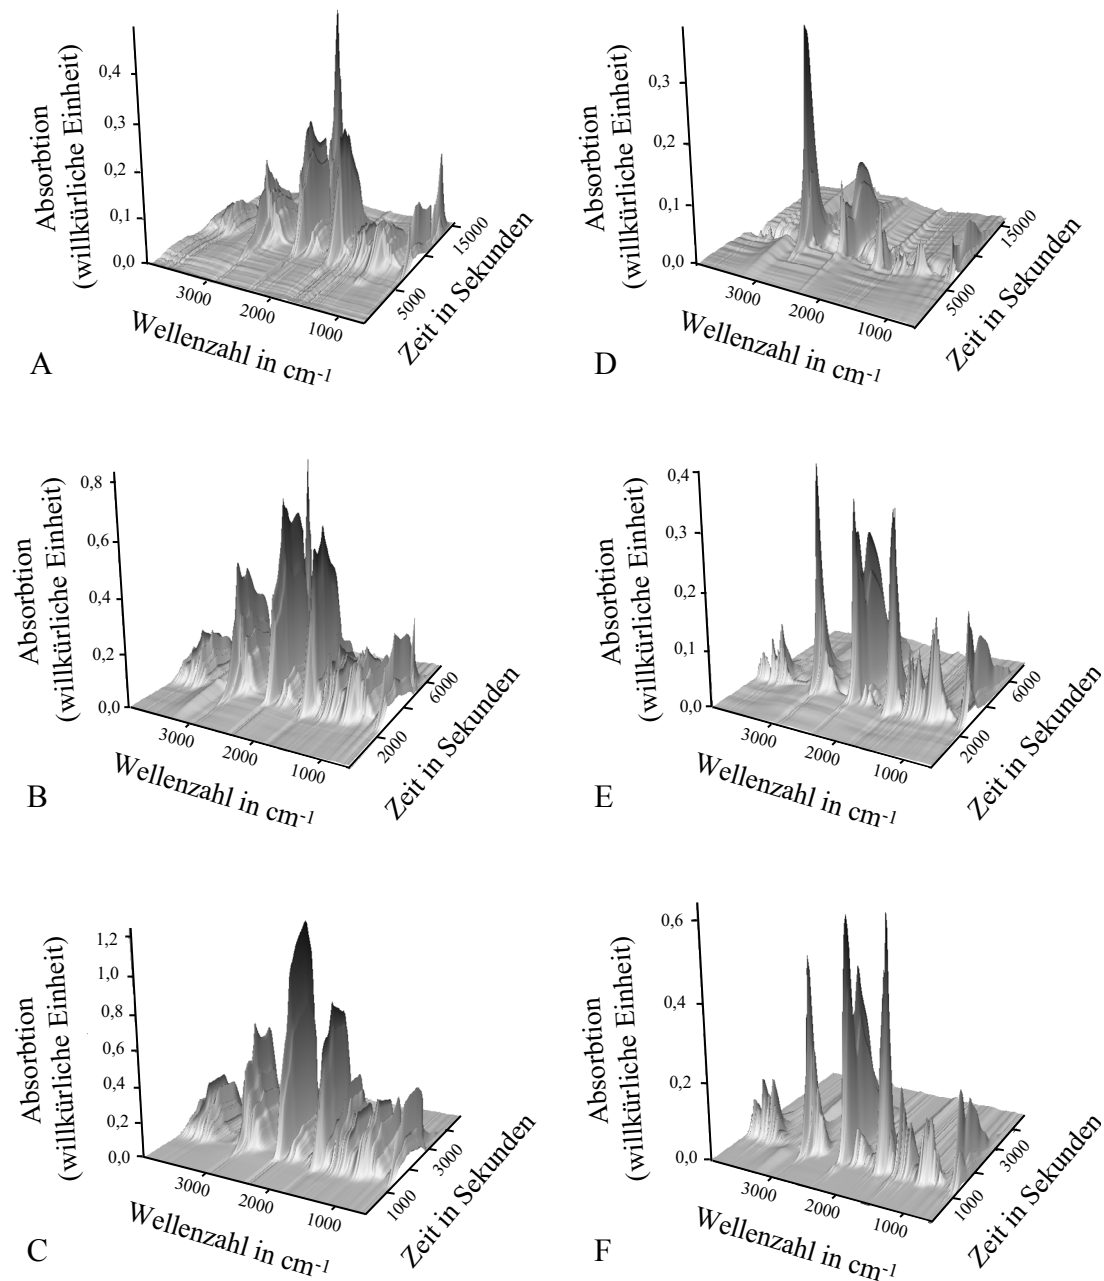 0,4
0,3
0,2
0,1
0,0
Absorbtion
(willkürliche Einheit)
3000
2000
1000
Wellenzahl in cm-1
5000
15000
Zeit in Sekunden
A
0,3
0,2
0,1
0,0
Absorbtion
(willkürliche Einheit)
3000
2000
1000
Wellenzahl in cm-1
5000
15000
Zeit in Sekunden
D
0,8
0,6
0,4
0,2
0,0
Absorbtion
(willkürliche Einheit)
3000
2000
1000
Wellenzahl in cm-1
2000
6000
Zeit in Sekunden
B
0,4
0,3
0,2
0,1
0,0
Absorbtion
(willkürliche Einheit)
3000
2000
1000
Wellenzahl in cm-1
2000
6000
Zeit in Sekunden
E
1,2
1,0
0,8
0,6
0,4
0,2
0,0
Absorbtion
(willkürliche Einheit)
3000
2000
1000
Wellenzahl in cm-1
1000
3000
Zeit in Sekunden
C
0,6
0,4
0,2
0,0
Absorbtion
(willkürliche Einheit)
3000
2000
1000
Wellenzahl in cm-1
1000
3000
Zeit in Sekunden
F